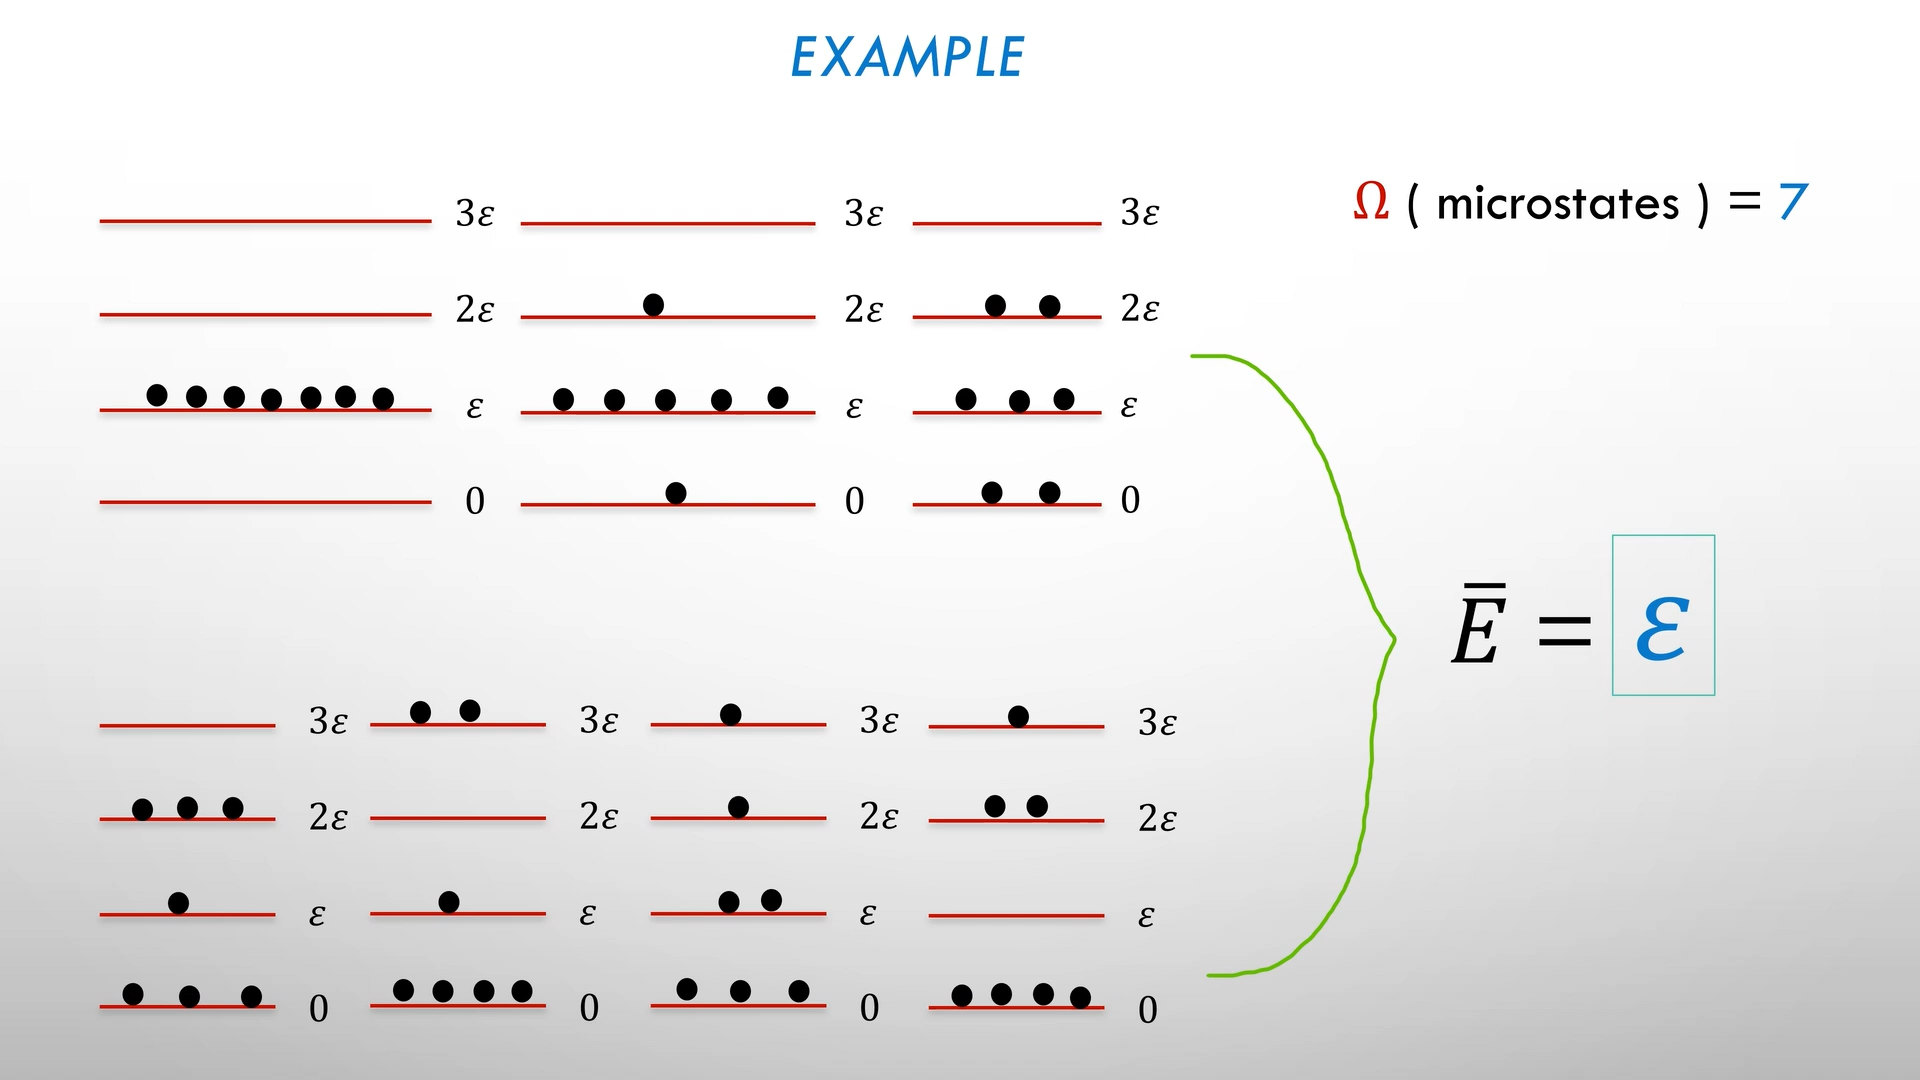 EXAMPLE
Ω ( microstates ) = 7
3ε 3ε 3ε
2ε 2ε 2ε
ε ε ε
0 0 0
E̅ = ε
3ε 3ε 3ε 3ε
2ε 2ε 2ε 2ε
ε ε ε ε
0 0 0 0